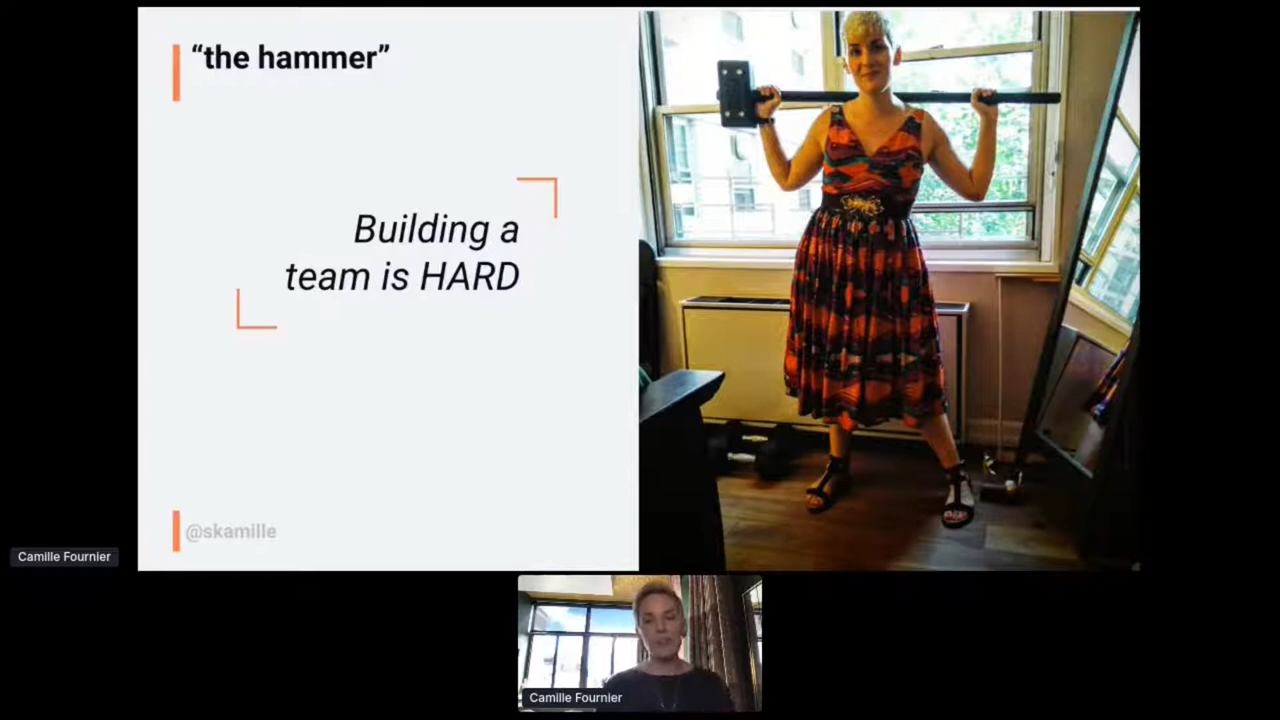 “the hammer”
Building a
team is HARD
@skamille
Camille Fournier
Camille Fournier